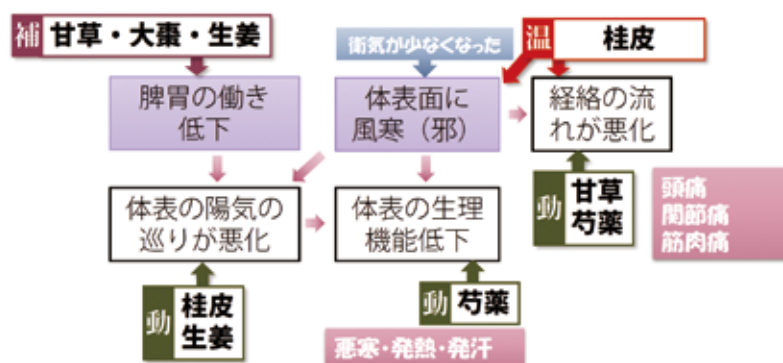 補 甘草・大棗・生姜
衛気が少なくなった
温 桂皮
脾胃の働き
低下
体表面に
風寒（邪）
経絡の流
れが悪化
体表の陽気の
巡りが悪化
体表の生理
機能低下
動 甘草
芍薬
頭痛
関節痛
筋肉痛
動 桂皮
生姜
動 芍薬
悪寒・発熱・発汗